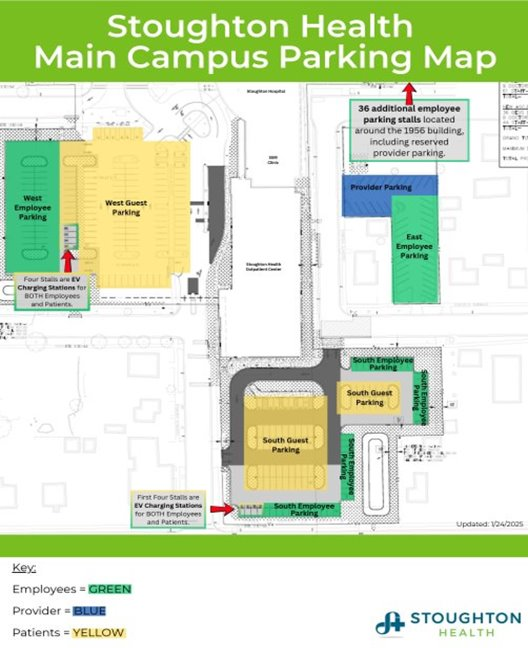 Stoughton Health
Main Campus Parking Map
Stoughton Hospital
36 additional employee
parking stalls located
around the 1956 building,
including reserved
provider parking.
SSM
Clinic
Provider Parking
West
Employee
Parking
West Guest
Parking
East
Employee
Parking
Stoughton Health
Outpatient Center
Four Stalls are EV
Charging Stations for
BOTH Employees
and Patients.
South Employee
Parking
South Guest
Parking
South Employee
Parking
South Guest
Parking
South Employee
Parking
First Four Stalls are
EV Charging Stations
for BOTH Employees
and Patients.
South Employee
Parking
Updated: 1/24/2025
Key:
Employees = GREEN
Provider = BLUE
Patients = YELLOW
STOUGHTON
HEALTH